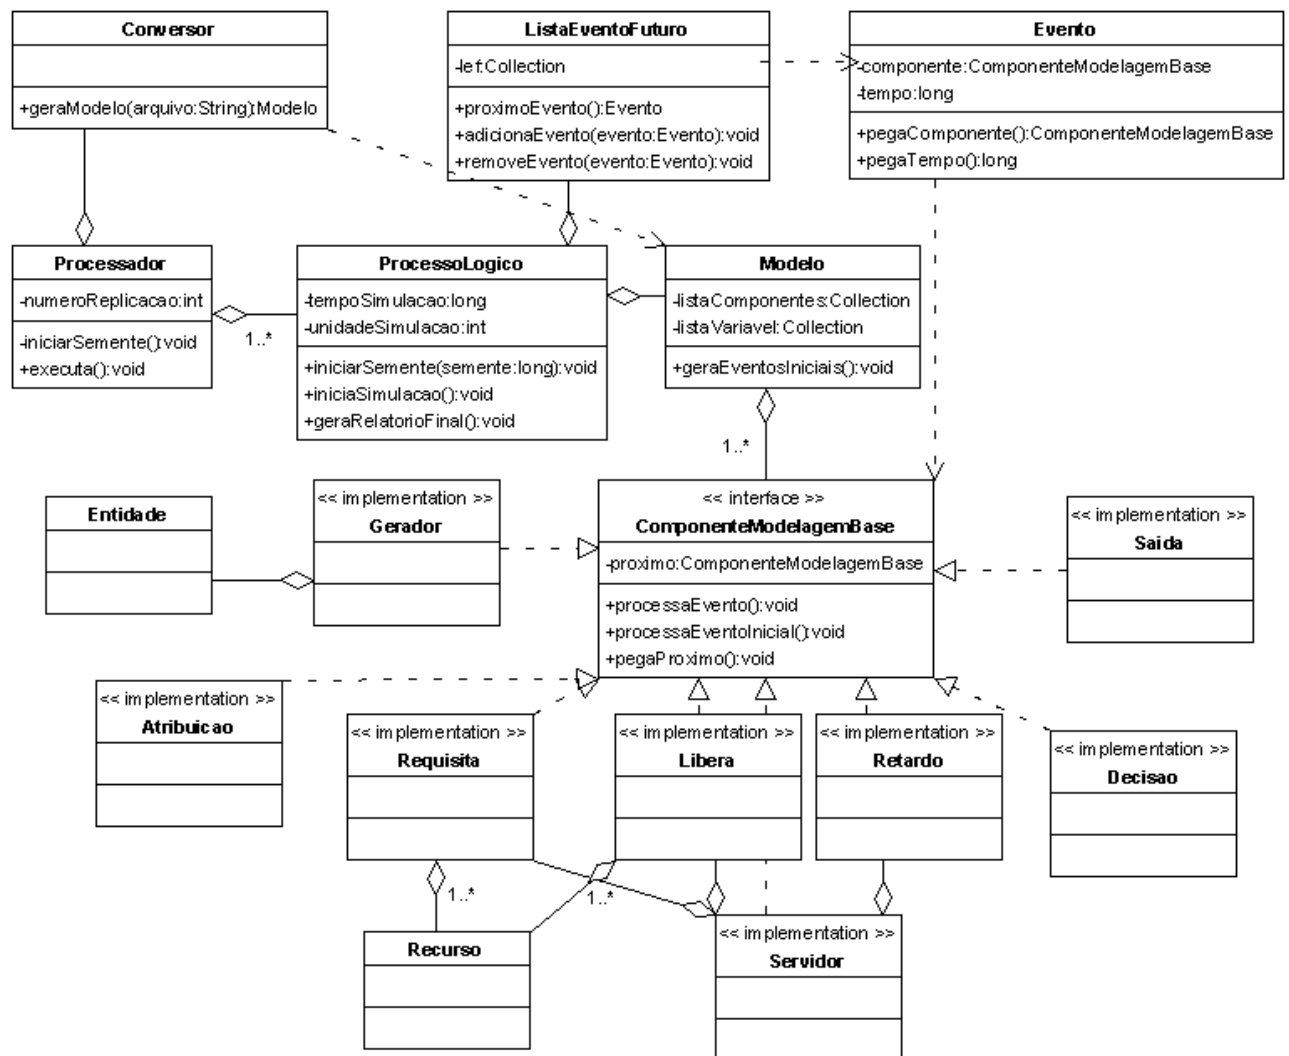 Conversor
+geraModelo(arquivo:String):Modelo
ListaEventoFuturo
-lef:Collection
+proximoEvento():Evento
+adicionaEvento(evento:Evento):void
+removeEvento(evento:Evento):void
Evento
-componente:ComponenteModelagemBase
-tempo:long
+pegaComponente():ComponenteModelagemBase
+pegaTempo():long
Processador
-numeroReplicacao:int
-iniciarSemente():void
+executa():void
1..*
ProcessoLogico
-tempoSimulacao:long
-unidadeSimulacao:int
+iniciarSemente(semente:long):void
+iniciaSimulacao():void
+geraRelatorioFinal():void
Modelo
-listaComponentes:Collection
-listaVariavel:Collection
+geraEventosIniciais():void
1..*
Entidade
<< implementation >>
Gerador
<< interface >>
ComponenteModelagemBase
-proximo:ComponenteModelagemBase
+processaEvento():void
+processaEventoInicial():void
+pegaProximo():void
<< implementation >>
Saida
<< implementation >>
Atribuicao
<< implementation >>
Requisita
<< implementation >>
Libera
<< implementation >>
Retardo
<< implementation >>
Decisao
1..*
1..*
Recurso
<< implementation >>
Servidor